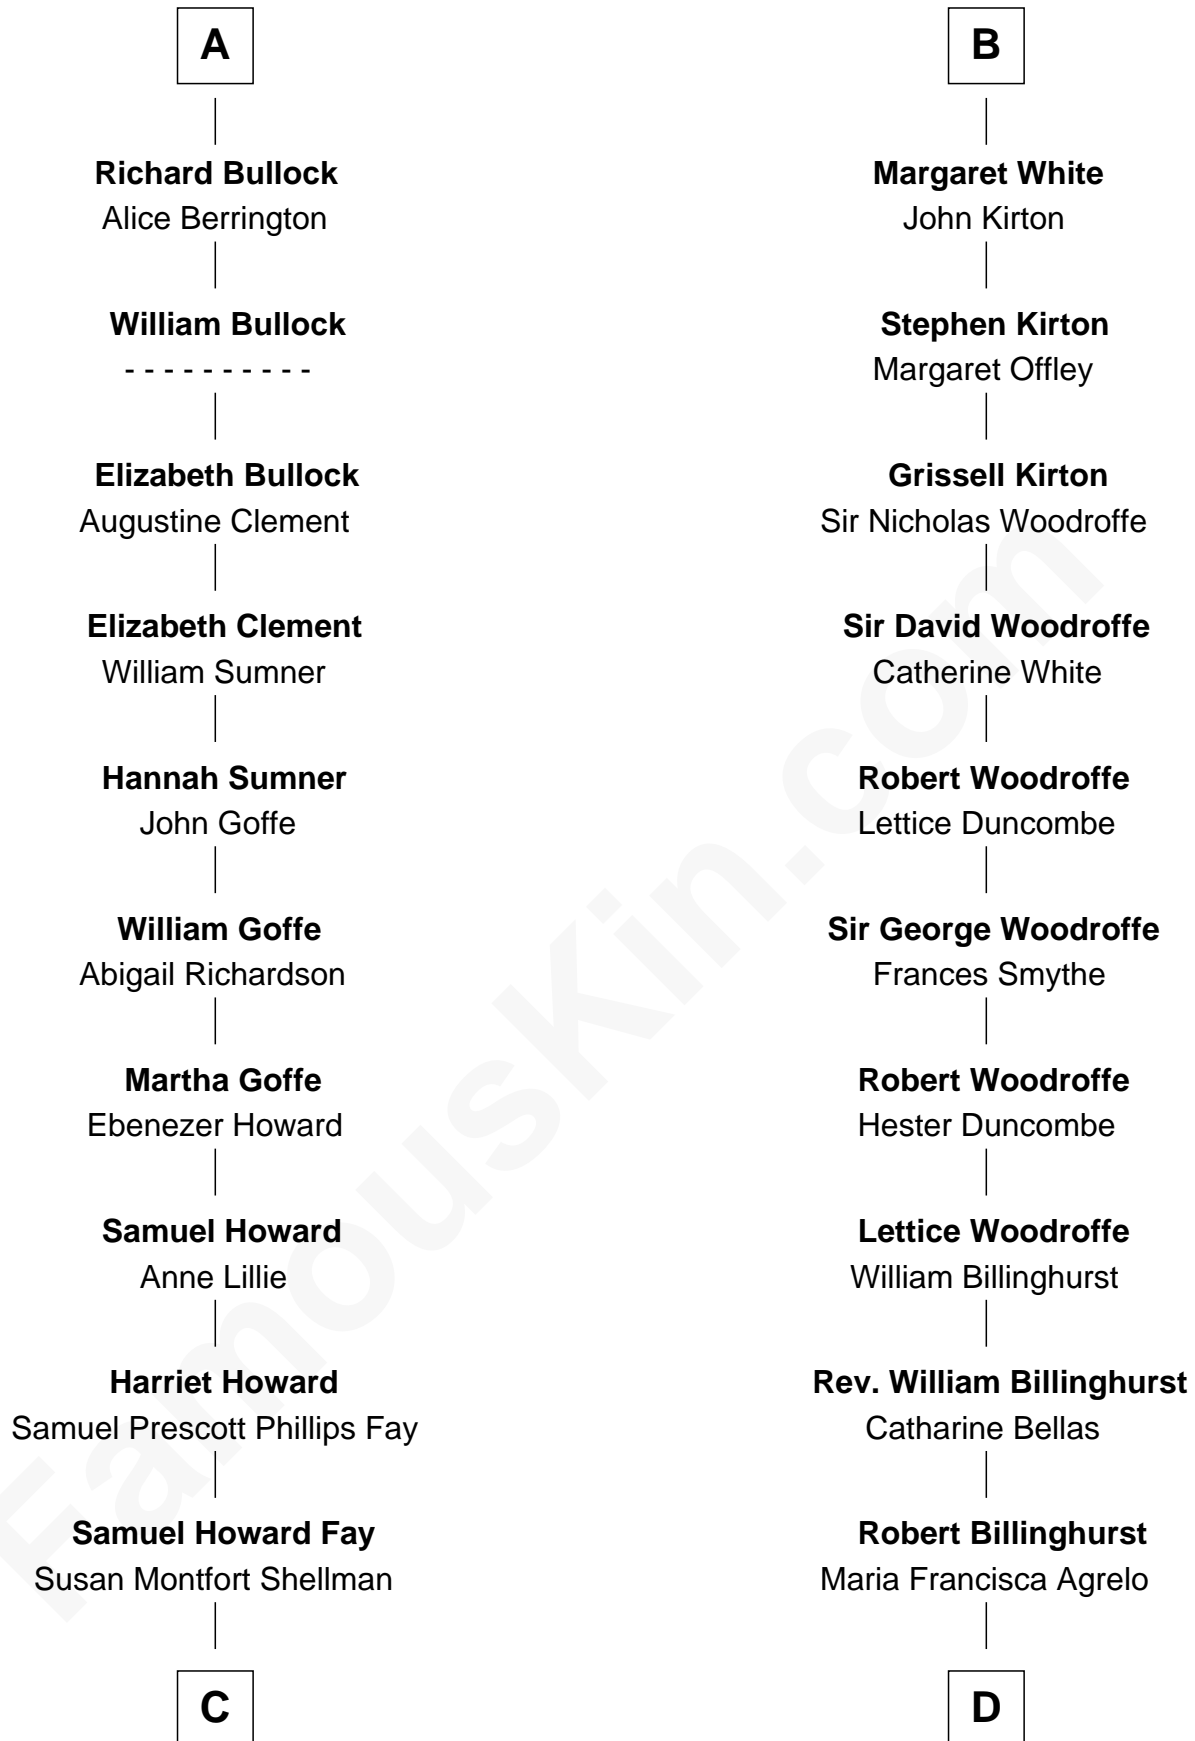 A
Richard Bullock
Alice Berrington
William Bullock
- - - - - - - - - -
Elizabeth Bullock
Augustine Clement
Elizabeth Clement
William Sumner
Hannah Sumner
John Goffe
William Goffe
Abigail Richardson
Martha Goffe
Ebenezer Howard
Samuel Howard
Anne Lillie
Harriet Howard
Samuel Prescott Phillips Fay
Samuel Howard Fay
Susan Montfort Shellman
C
B
Margaret White
John Kirton
Stephen Kirton
Margaret Offley
Grissell Kirton
Sir Nicholas Woodroffe
Sir David Woodroffe
Catherine White
Robert Woodroffe
Lettice Duncombe
Sir George Woodroffe
Frances Smythe
Robert Woodroffe
Hester Duncombe
Lettice Woodroffe
William Billinghurst
Rev. William Billinghurst
Catharine Bellas
Robert Billinghurst
Maria Francisca Agrelo
D
FamousKin.com